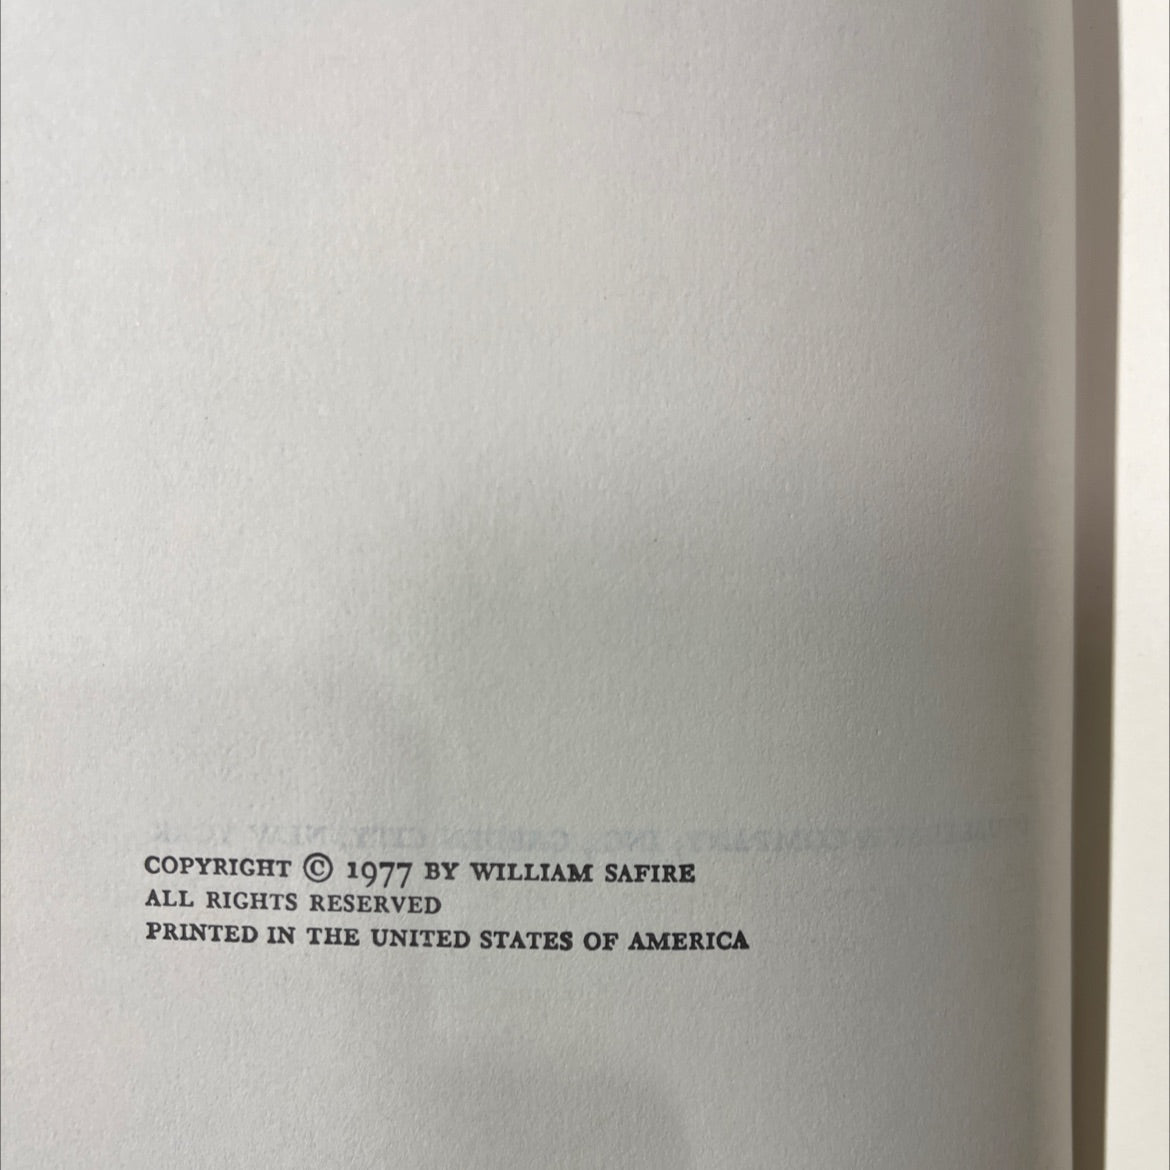 COPYRIGHT © 1977 BY WILLIAM SAFIRE
ALL RIGHTS RESERVED
PRINTED IN THE UNITED STATES OF AMERICA